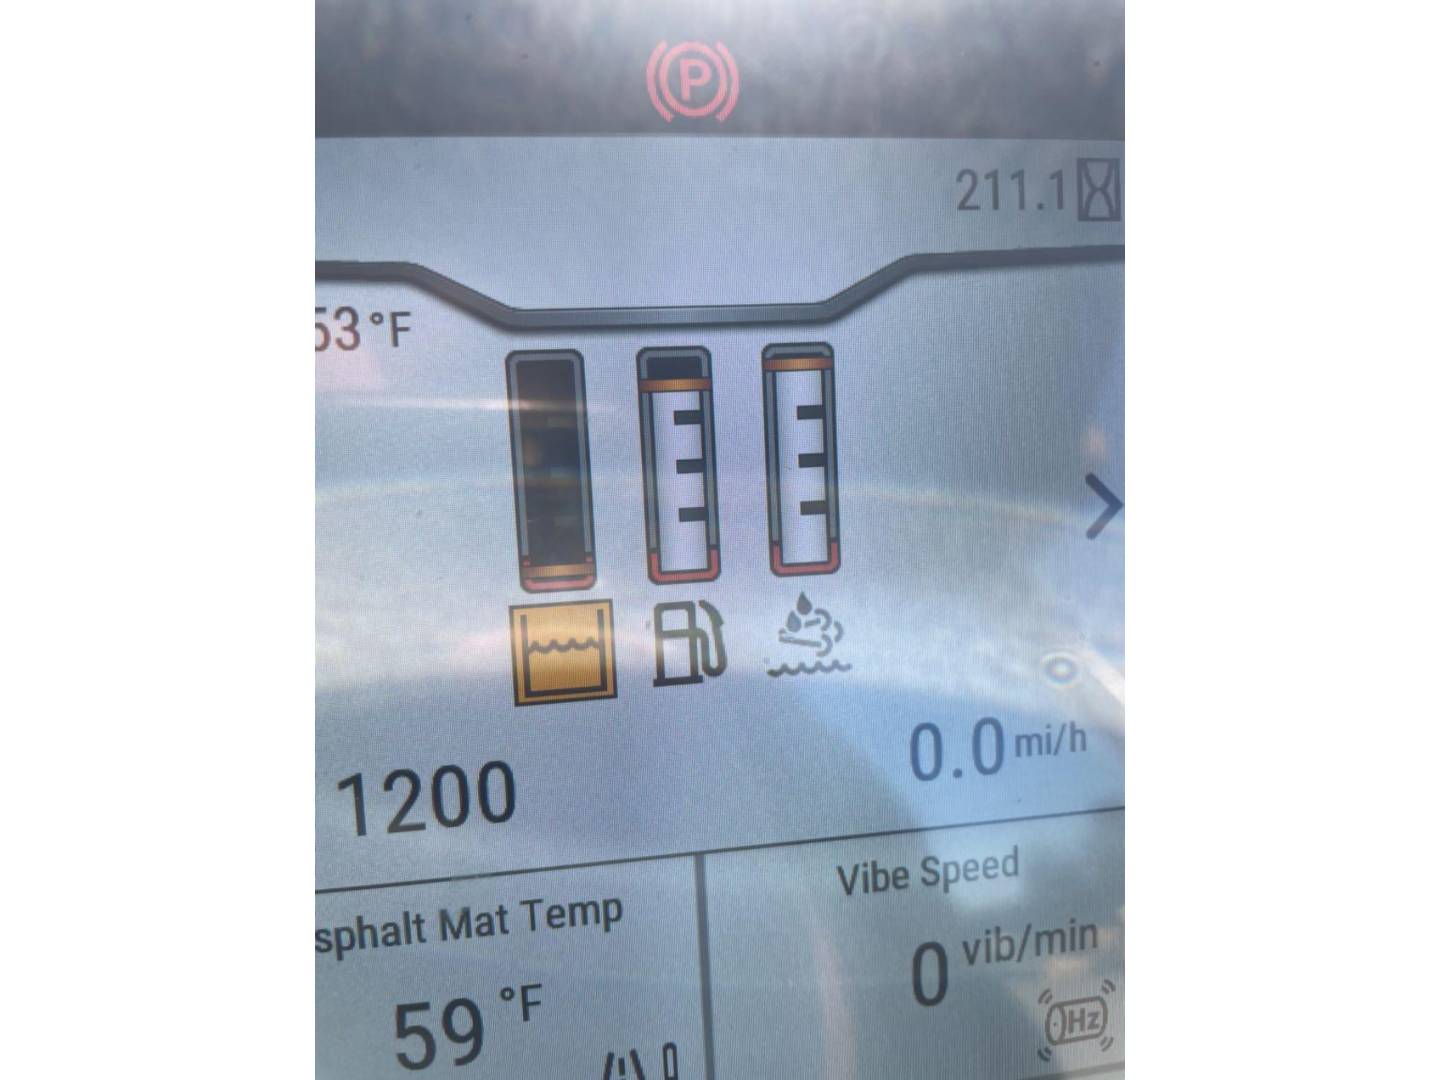 P
211.1
53 °F
1200
0.0 mi/h
sphalt Mat Temp
59 °F
Vibe Speed
0 vib/min
Hz